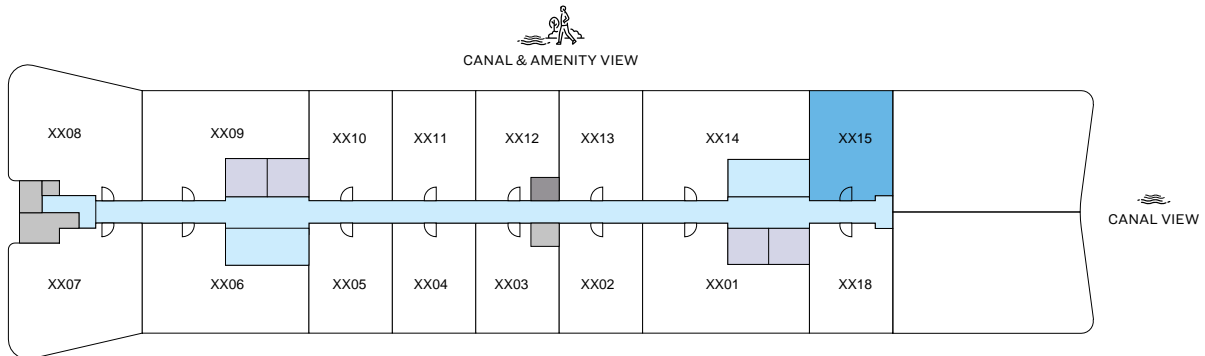 CANAL & AMENITY VIEW
XX08
XX09
XX10
XX11
XX12
XX13
XX14
XX15
CANAL VIEW
XX07
XX06
XX05
XX04
XX03
XX02
XX01
XX18